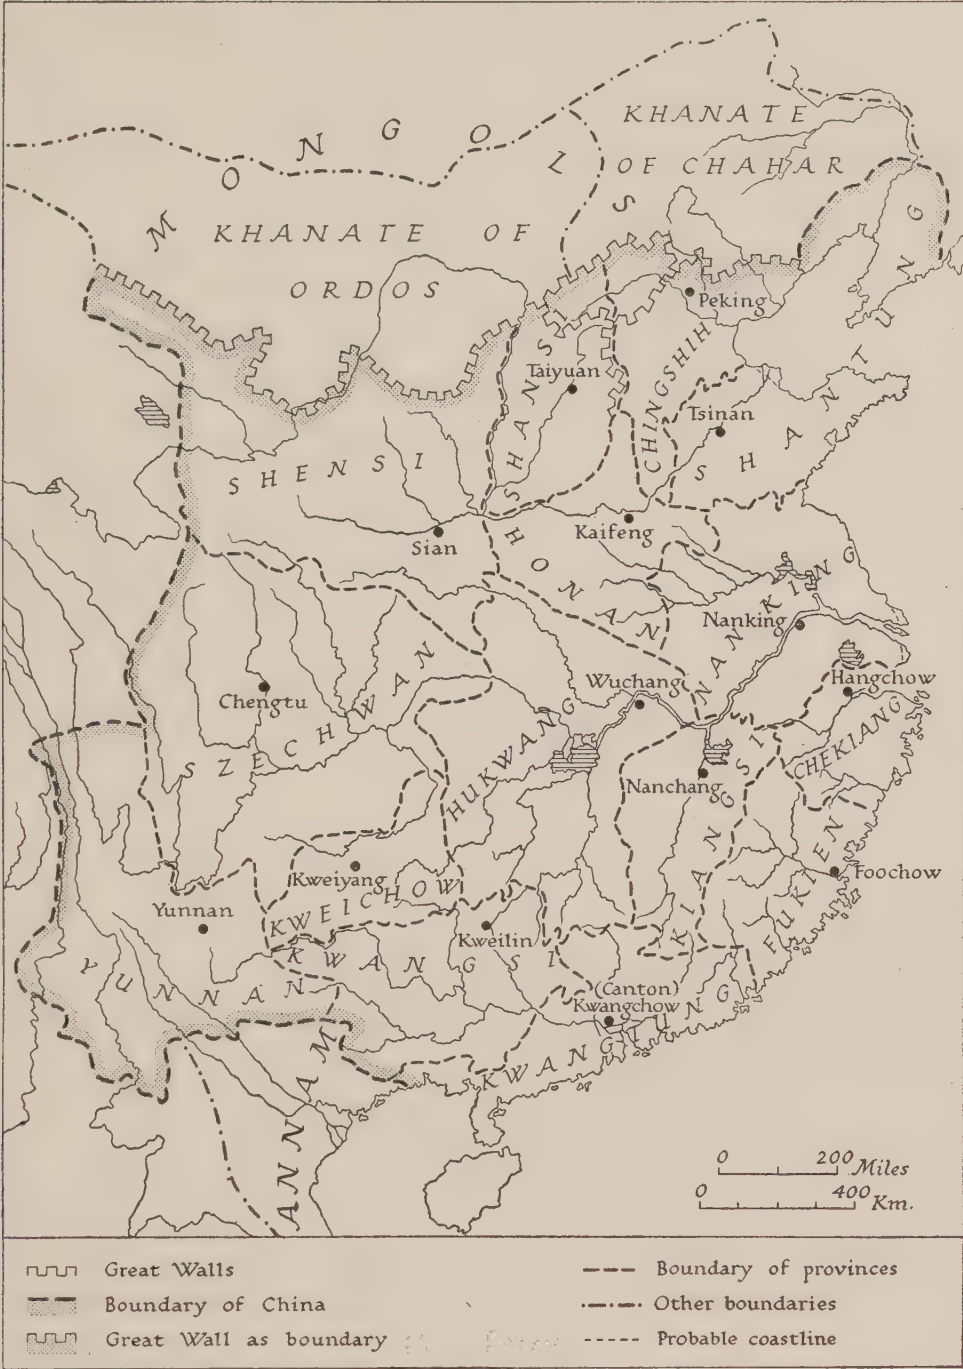 MONGOLS
KHANATE
OF CHAHAR
KHANATE OF
ORDOS
Peking
SHANSI
CHINGSHIH
SHANTUNG
Taiyuán
Tsinan
SHENSI
Sian
Kaifeng
HONAN
NANKING
Nanking
Chengtu
SZECHWAN
Wuchang
Hangchow
CHEKIANG
HUKWANG
Nanchang
KIANGSI
FUKIEN
Foochow
Kweiyang
KWEICHOW
Yunnan
Kweilin
KWANGSI
YUNNAN
(Canton)
Kwangchow
KWANGTUNG
ANNAM
0 200 Miles
0 400 Km.
Great Walls
Boundary of China
Great Wall as boundary
Boundary of provinces
Other boundaries
Probable coastline